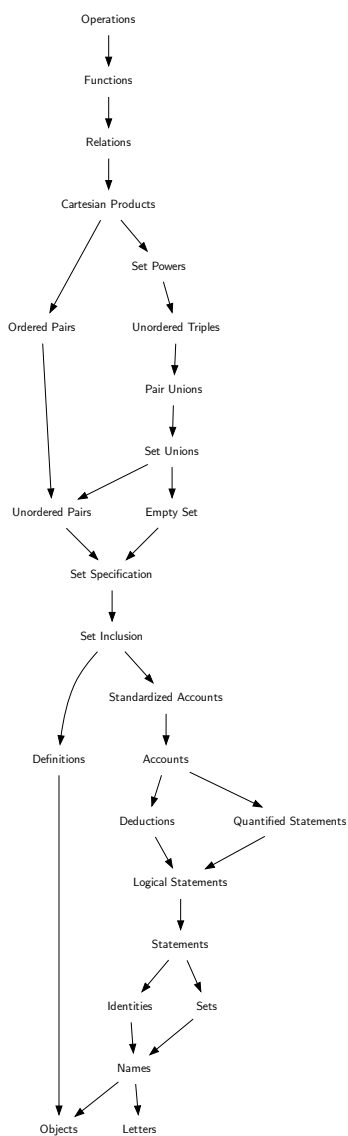 Operations
Functions
Relations
Cartesian Products
Set Powers
Ordered Pairs
Unordered Triples
Pair Unions
Set Unions
Unordered Pairs
Empty Set
Set Specification
Set Inclusion
Standardized Accounts
Definitions
Accounts
Deductions
Quantified Statements
Logical Statements
Statements
Identities
Sets
Names
Objects
Letters